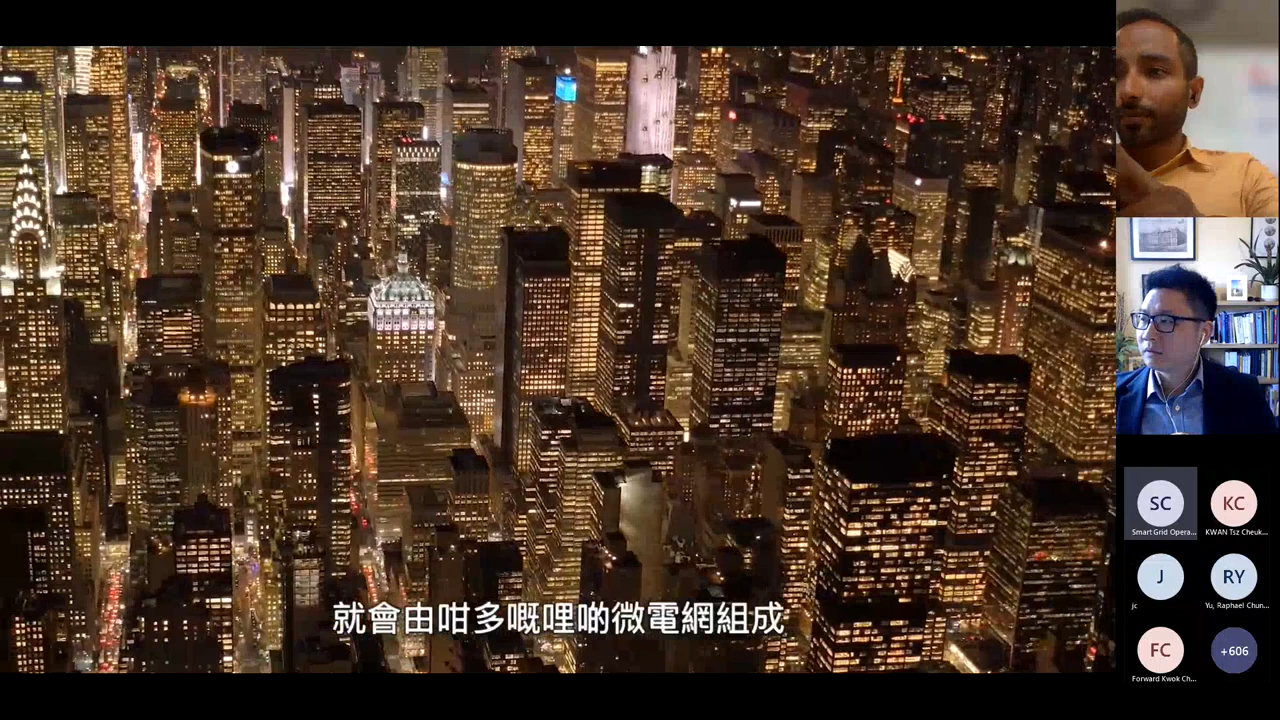 就會由咁多嘅哩啲微電網組成
SC
Smart Grid Opera...
KC
KWAN Tsz Cheuk...
J
jc
RY
Yu, Raphael Chun...
FC
Forward Kwok Ch...
+606